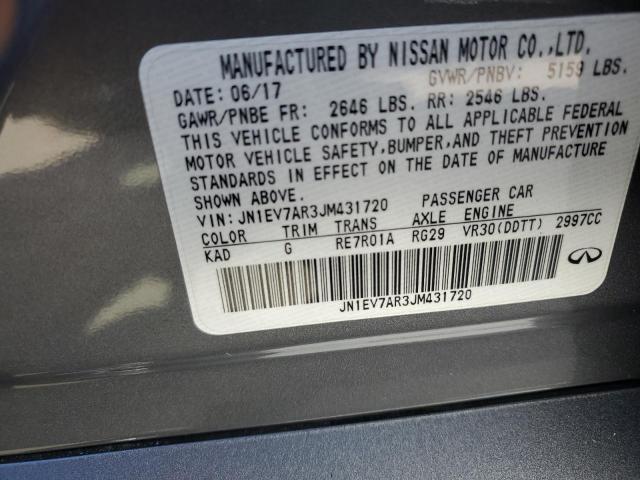 MANUFACTURED BY NISSAN MOTOR CO.,LTD.
DATE: 06/17 GVWR/PNBV: 5159 LBS.
GAWR/PNBE FR: 2646 LBS. RR: 2546 LBS.
THIS VEHICLE CONFORMS TO ALL APPLICABLE FEDERAL
MOTOR VEHICLE SAFETY, BUMPER, AND THEFT PREVENTION
STANDARDS IN EFFECT ON THE DATE OF MANUFACTURE
SHOWN ABOVE.
VIN: JN1EV7AR3JM431720 PASSENGER CAR
COLOR TRIM TRANS AXLE ENGINE
KAD G RE7R01A RG29 VR30(DDTT) 2997CC
JN1EV7AR3JM431720